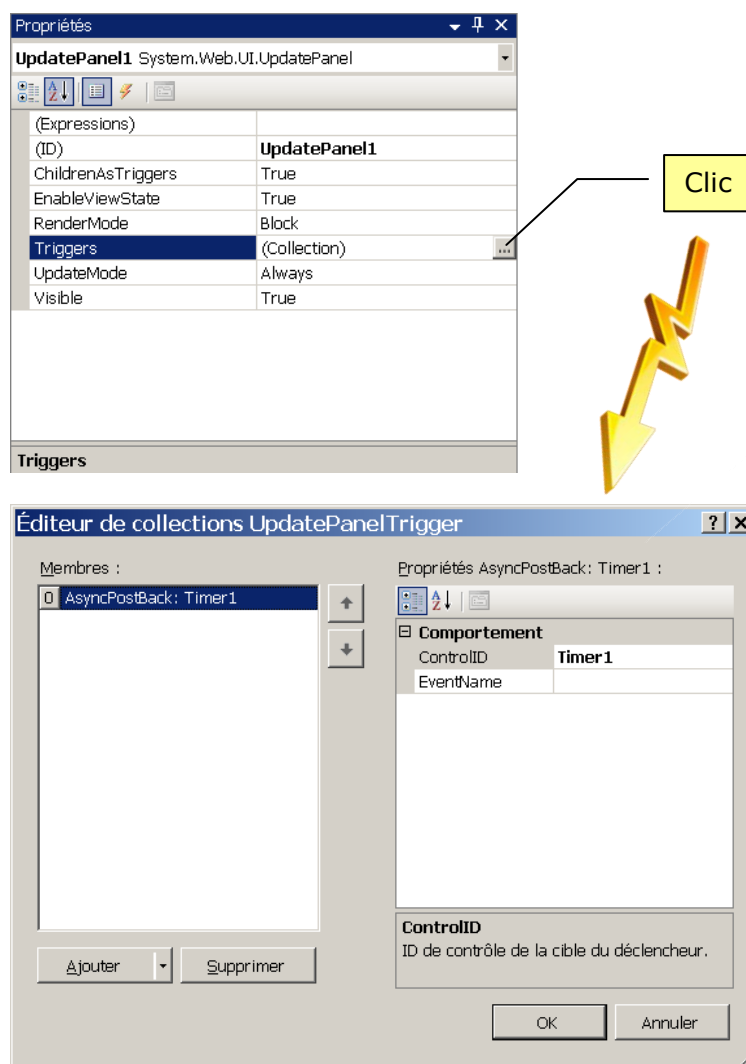 Propriétés
UpdatePanel1 System.Web.UI.UpdatePanel
(Expressions)
(ID) UpdatePanel1
ChildrenAsTriggers True
EnableViewState True
RenderMode Block
Triggers (Collection) ...
UpdateMode Always
Visible True
Triggers
Clic
Éditeur de collections UpdatePanelTrigger
Membres :
0 AsyncPostBack: Timer1
Propriétés AsyncPostBack: Timer1 :
Comportement
ControlID Timer1
EventName
ControlID
ID de contrôle de la cible du déclencheur.
Ajouter Supprimer
OK Annuler